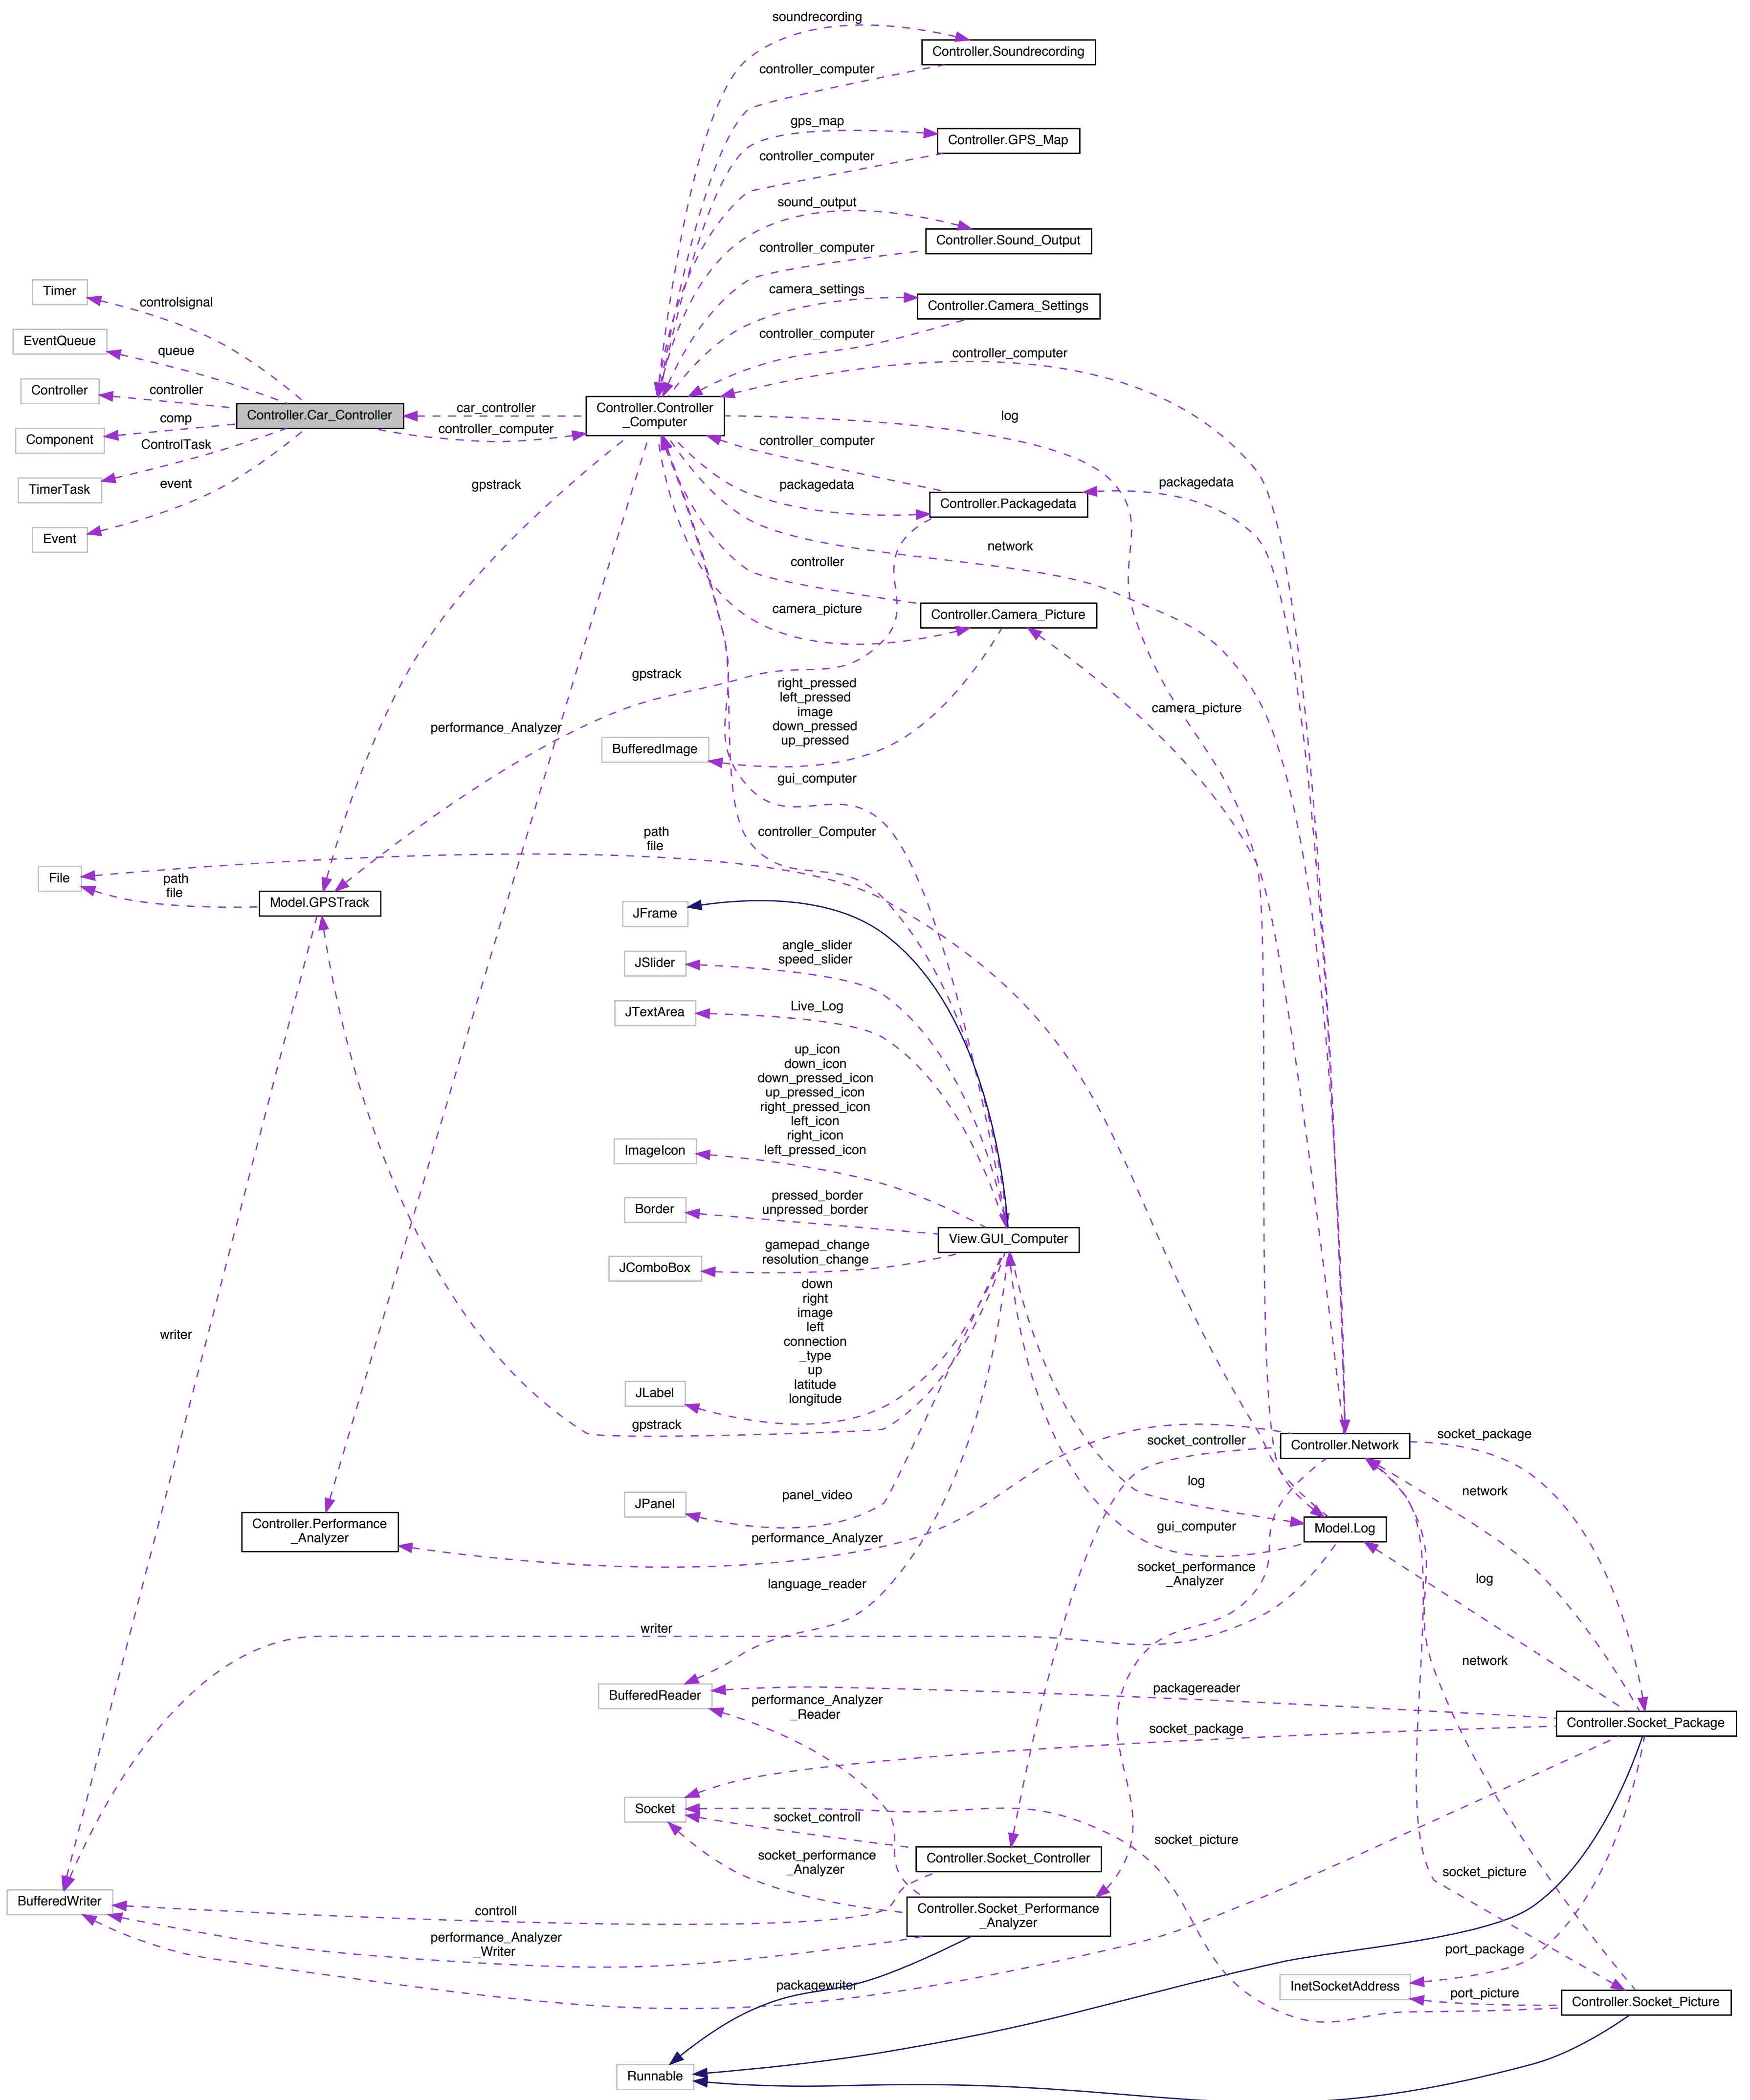 soundrecording
Controller.Soundrecording
controller_computer
gps_map
Controller.GPS_Map
controller_computer
sound_output
Controller.Sound_Output
controller_computer
Timer
controlsignal
camera_settings
Controller.Camera_Settings
EventQueue
queue
controller_computer
controller_computer
Controller
controller
Controller.Car_Controller
car_controller
Controller.Controller
_Computer
log
Component
comp
controller_computer
ControlTask
controller_computer
TimerTask
event
gpstrack
packagedata
Controller.Packagedata
packagedata
Event
network
controller
camera_picture
Controller.Camera_Picture
gpstrack
right_pressed
left_pressed
image
down_pressed
up_pressed
camera_picture
performance_Analyzer
BufferedImage
gui_computer
path
file
controller_Computer
File
path
file
Model.GPSTrack
JFrame
angle_slider
speed_slider
JSlider
Live_Log
JTextArea
up_icon
down_icon
down_pressed_icon
up_pressed_icon
right_pressed_icon
left_icon
right_icon
left_pressed_icon
ImageIcon
pressed_border
unpressed_border
Border
View.GUI_Computer
gamepad_change
resolution_change
JComboBox
down
right
image
left
connection
_type
up
latitude
longitude
writer
JLabel
gpstrack
socket_controller
Controller.Network
socket_package
log
network
panel_video
JPanel
Controller.Performance
_Analyzer
performance_Analyzer
gui_computer
Model.Log
socket_performance
_Analyzer
log
language_reader
writer
network
BufferedReader
performance_Analyzer
_Reader
packagereader
socket_package
Controller.Socket_Package
Socket
socket_controll
socket_picture
socket_performance
_Analyzer
Controller.Socket_Controller
socket_picture
BufferedWriter
controll
Controller.Socket_Performance
_Analyzer
performance_Analyzer
_Writer
port_package
packagewriter
InetSocketAddress
port_picture
Controller.Socket_Picture
Runnable